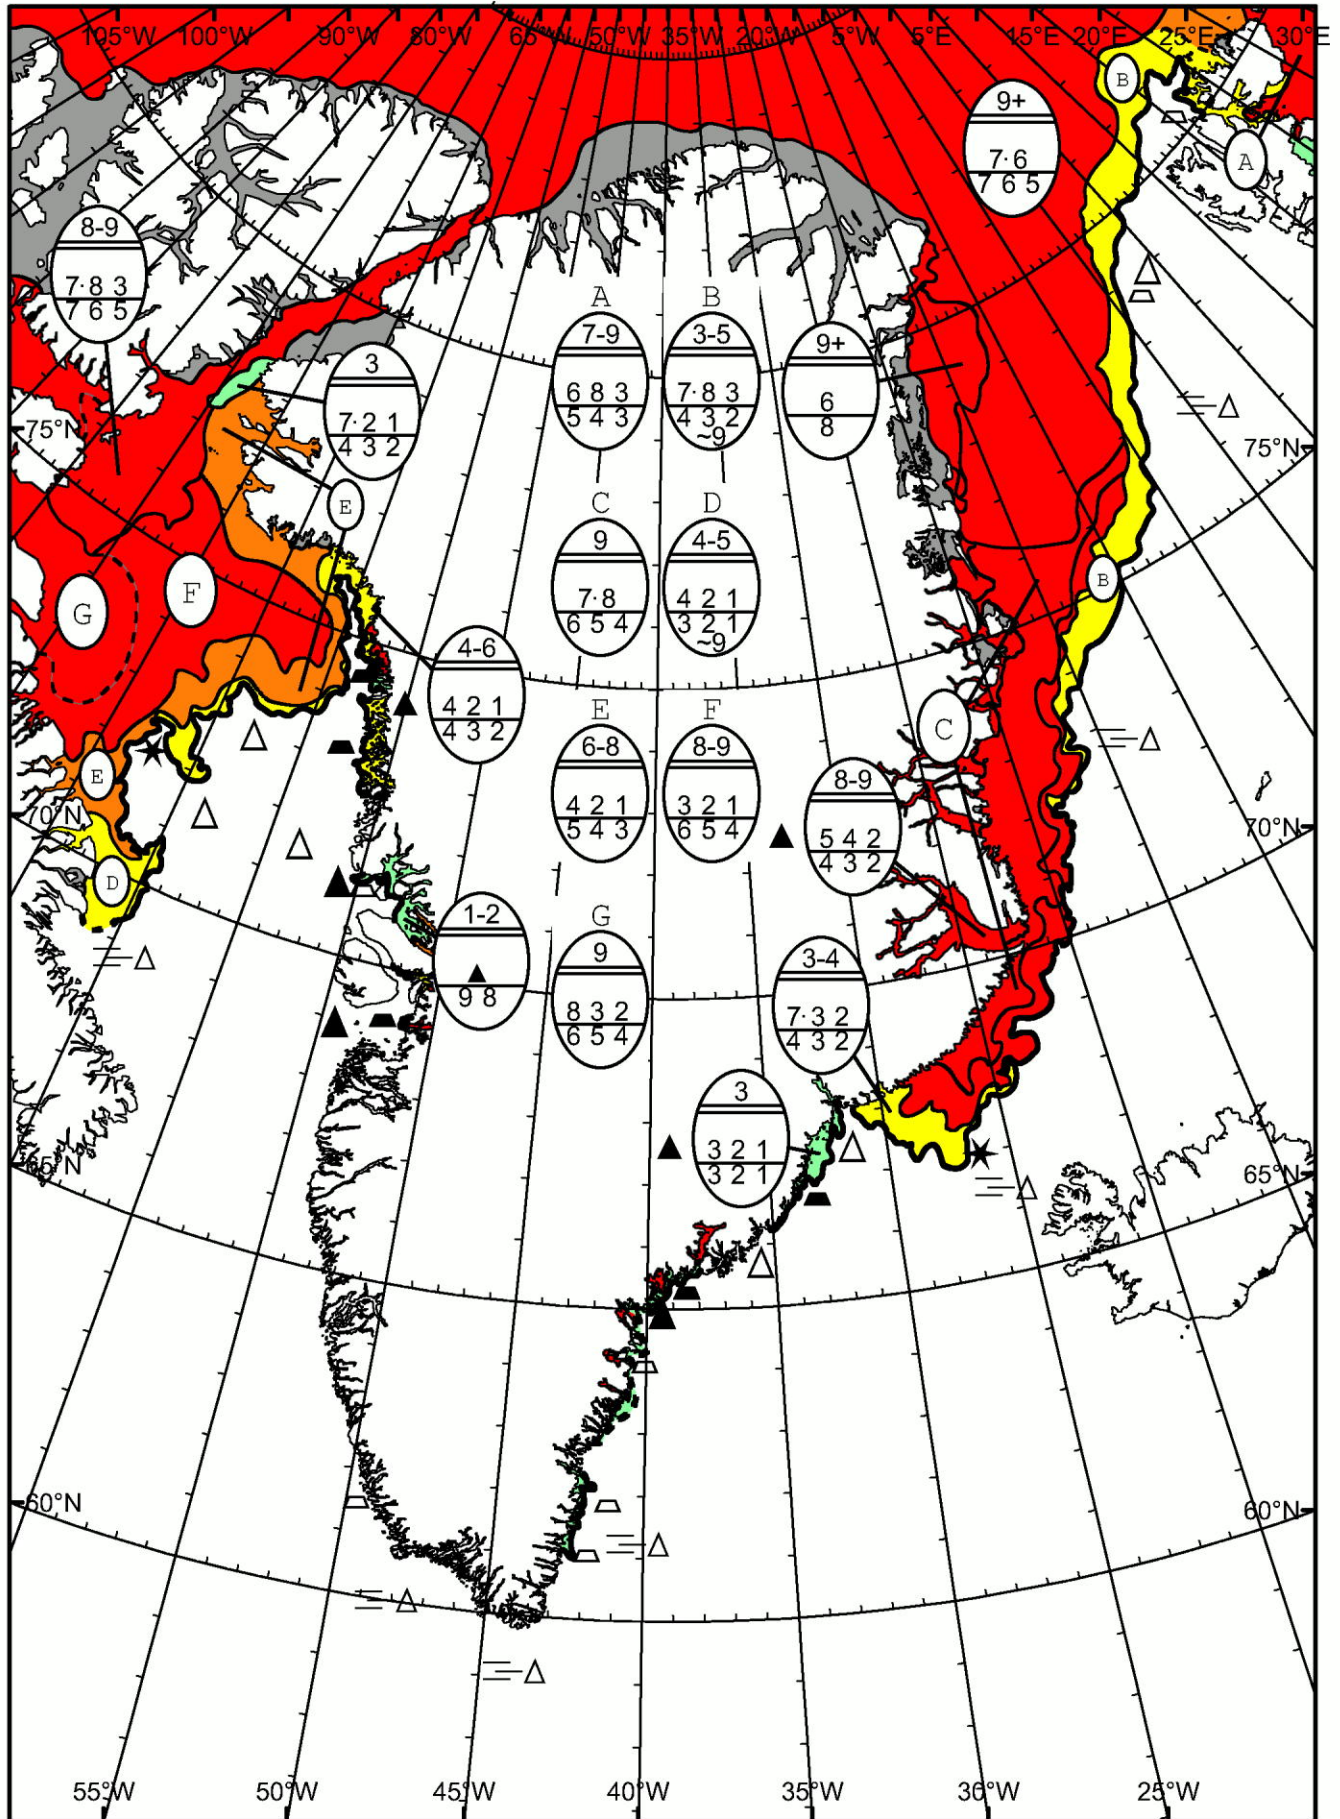 105°W 100°W 90°W 80°W 65°W 50°W 35°W 20°W 5°W 5°E 15°E 20°E 25°E 30°E
B
9+
7·6
7 6 5
A
8-9
7·8 3
7 6 5
A
7-9
6 8 3
5 4 3
B
3-5
7·8 3
4 3 2
~9
9+
6
8
3
7·2 1
4 3 2
75°N
75°N
E
C
9
7·8
6 5 4
D
4-5
4 2 1
3 2 1
~9
B
G
F
4-6
4 2 1
4 3 2
C
E
6-8
4 2 1
5 4 3
F
8-9
3 2 1
6 5 4
8-9
5 4 2
4 3 2
E
70°N
70°N
D
1-2
9 8
G
9
8 3 2
6 5 4
3-4
7·3 2
4 3 2
3
3 2 1
3 2 1
65°N
65°N
60°N
60°N
55°W 50°W 45°W 40°W 35°W 30°W 25°W